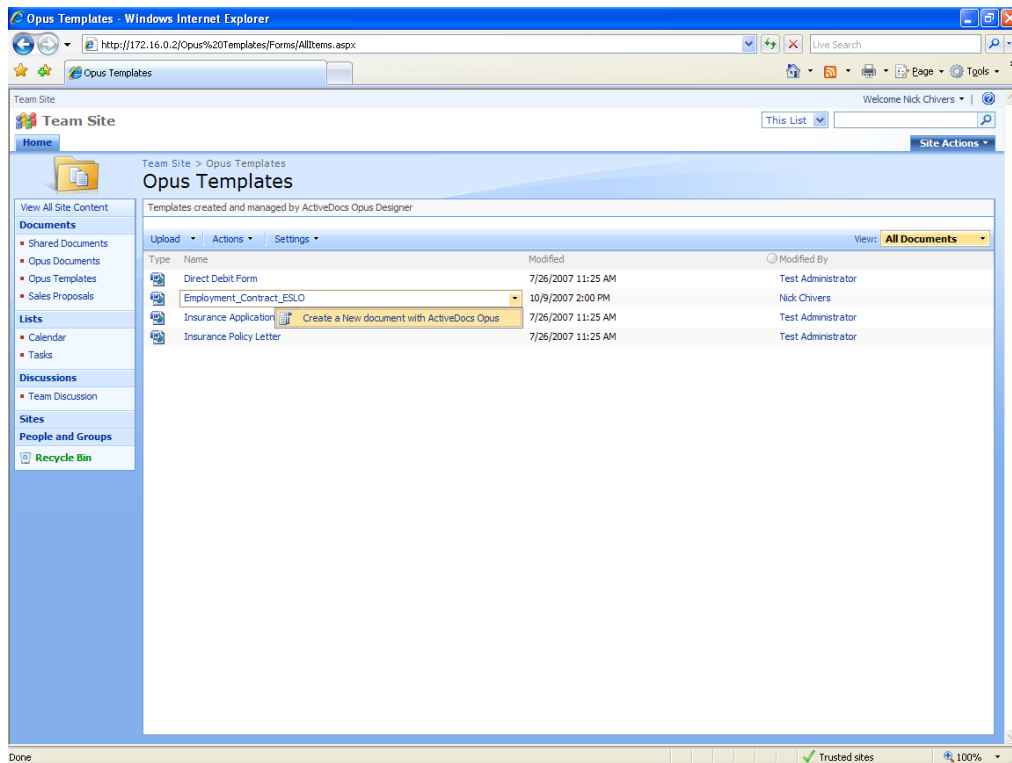 Opus Templates - Windows Internet Explorer
http://172.16.0.2/Opus%20Templates/Forms/AllItems.aspx
Live Search
Opus Templates
Page
Tools
Team Site
Welcome Nick Chivers
Team Site
This List
Home
Site Actions
Team Site > Opus Templates
Opus Templates
View All Site Content
Templates created and managed by ActiveDocs Opus Designer
Documents
Shared Documents
Opus Documents
Opus Templates
Sales Proposals
Lists
Calendar
Tasks
Discussions
Team Discussion
Sites
People and Groups
Recycle Bin
Upload Actions Settings View: All Documents
Type Name Modified Modified By
Direct Debit Form 7/26/2007 11:25 AM Test Administrator
Employment_Contract_ESLO 10/9/2007 2:00 PM Nick Chivers
Insurance Application 7/26/2007 11:25 AM Test Administrator
Create a New document with ActiveDocs Opus
Insurance Policy Letter 7/26/2007 11:25 AM Test Administrator
Done
Trusted sites
100%